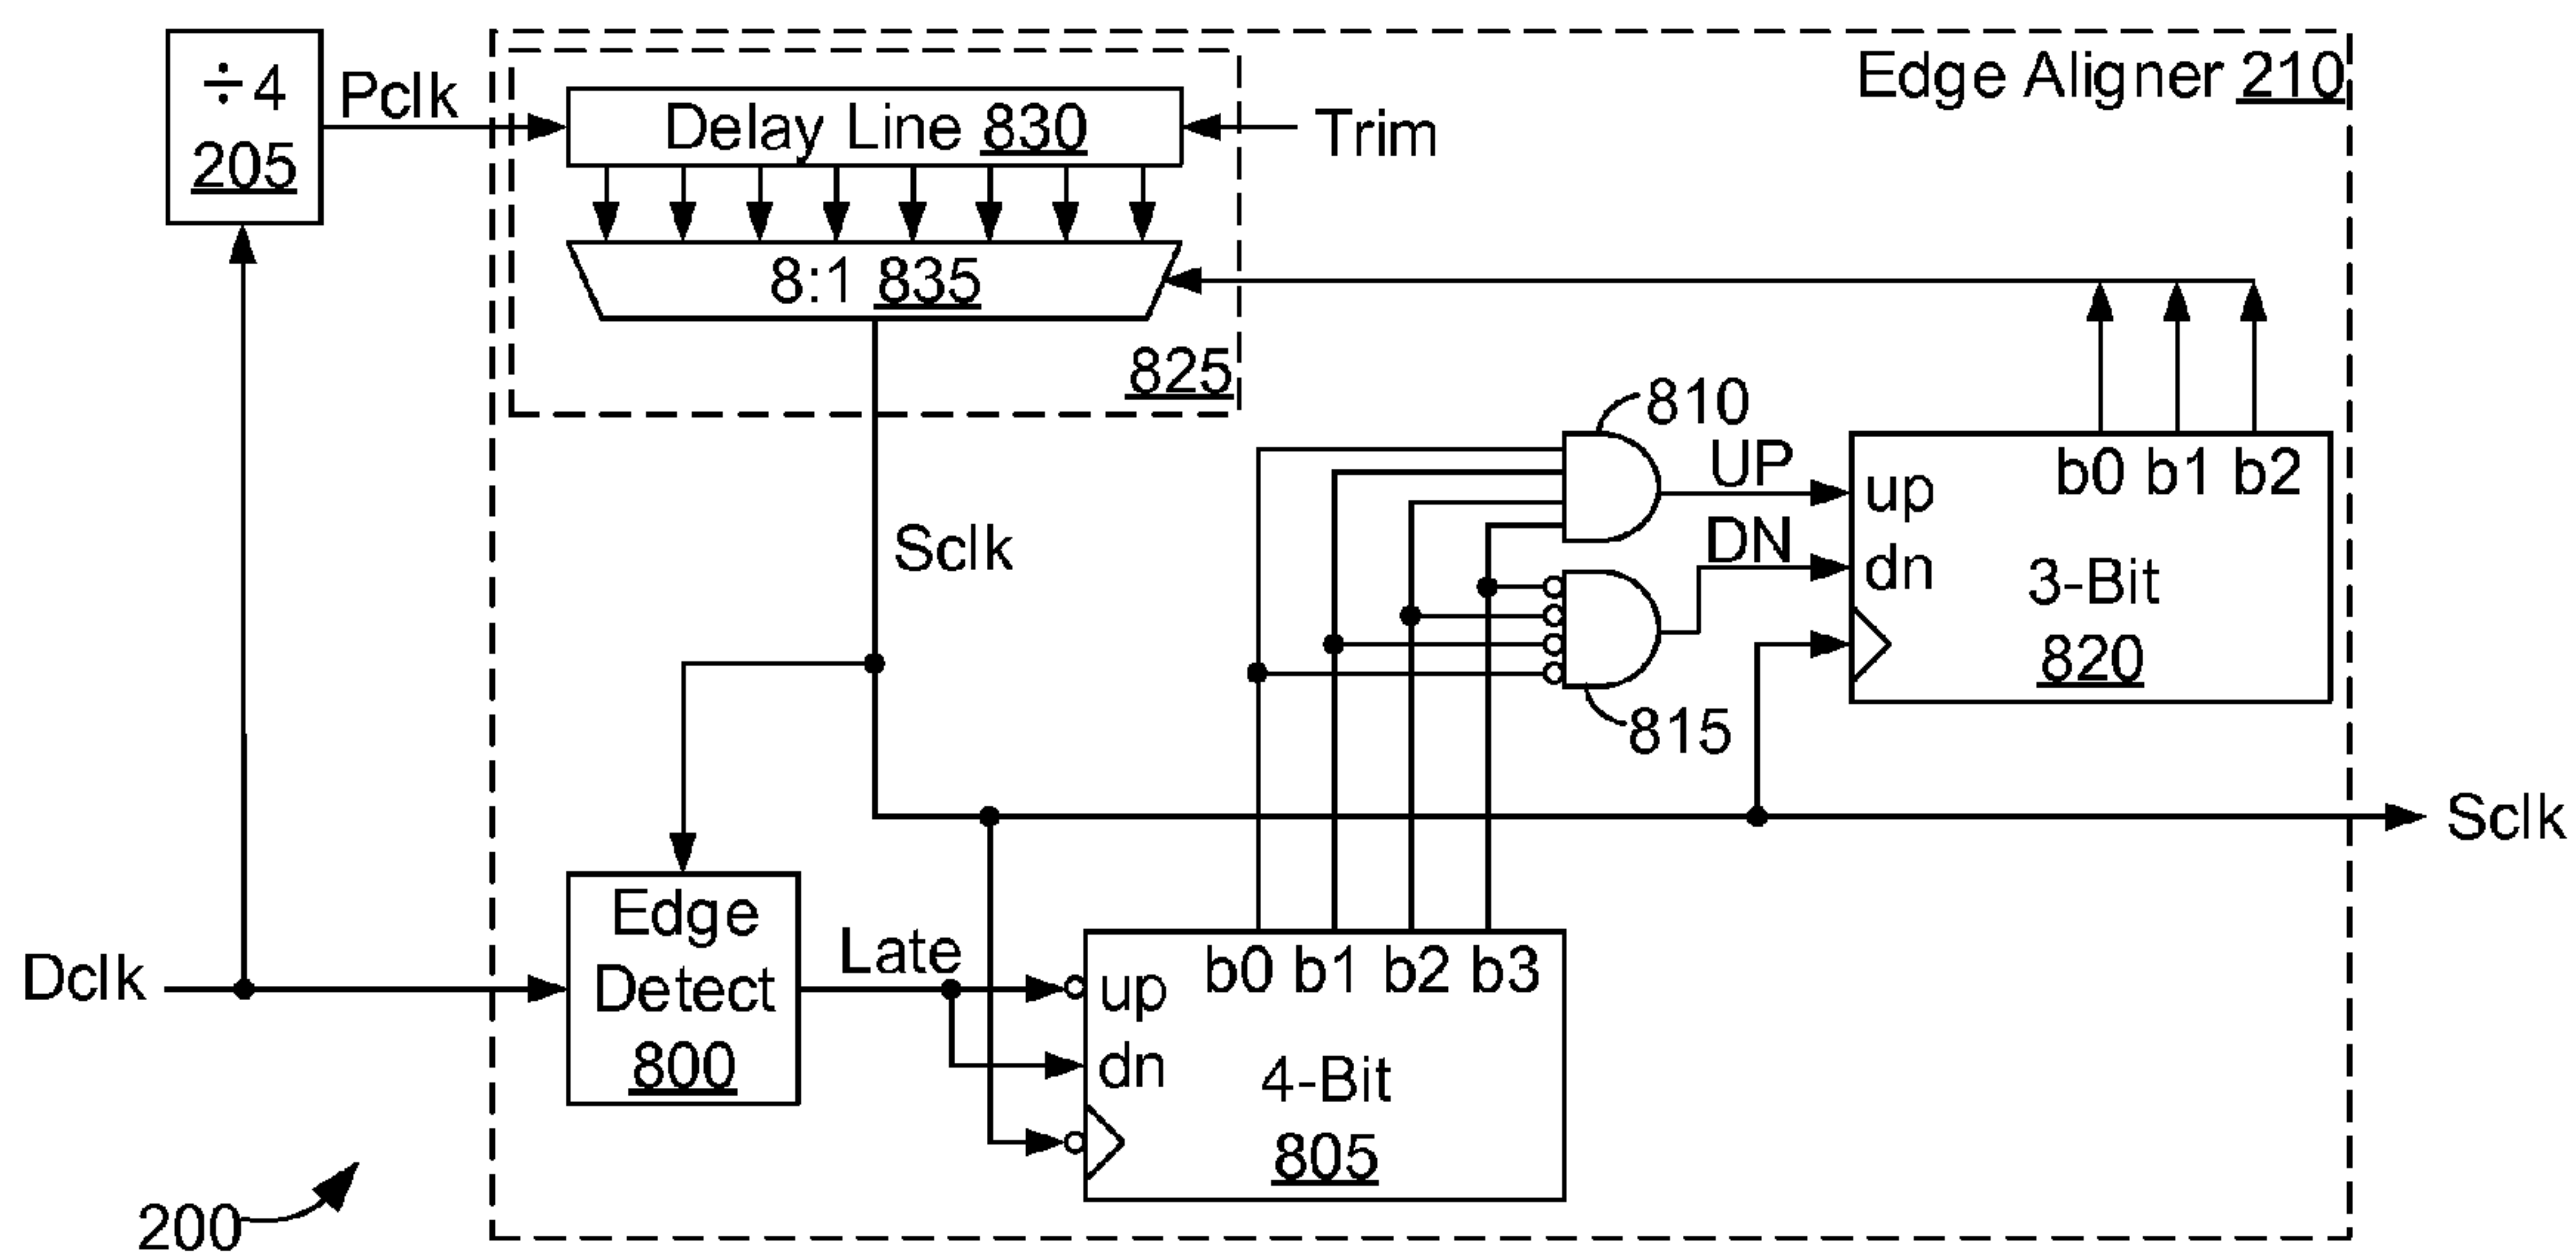 ÷4
205
Pclk
Delay Line 830
Trim
Edge Aligner 210
8:1 835
825
810
UP
DN
815
up
dn
b0 b1 b2
3-Bit
820
Sclk
Sclk
Dclk
Edge
Detect
800
Late
up
dn
b0 b1 b2 b3
4-Bit
805
200